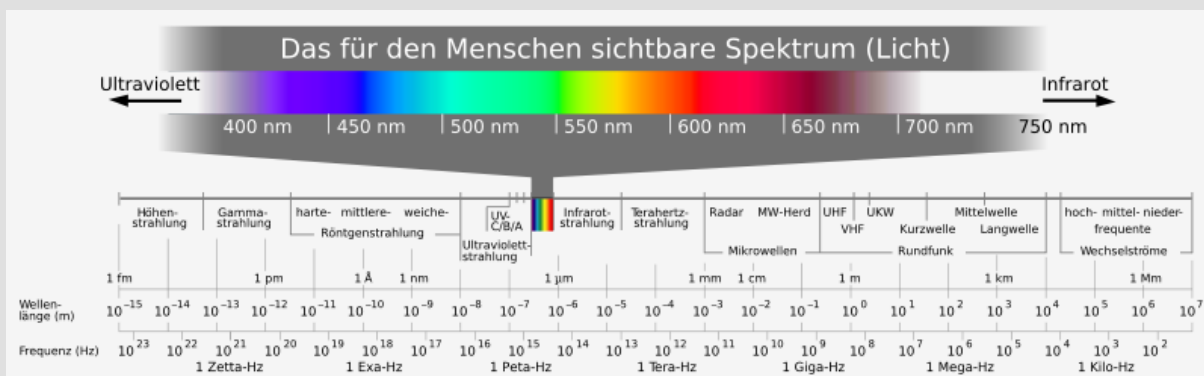 Das für den Menschen sichtbare Spektrum (Licht)
Ultraviolett
Infrarot
400 nm 450 nm 500 nm 550 nm 600 nm 650 nm 700 nm 750 nm
Höhen-
strahlung
Gamma-
strahlung
harte- mittlere- weiche-
Röntgenstrahlung
UV-
C/B/A
Ultraviolett-
strahlung
Infrarot-
strahlung
Terahertz-
strahlung
Radar MW-Herd
Mikrowellen
UHF UKW Mittelwelle
VHF Kurzwelle Langwelle
Rundfunk
hoch- mittel- nieder-
frequente
Wechselströme
1 fm 1 pm 1 Å 1 nm 1 µm 1 mm 1 cm 1 m 1 km 1 Mm
Wellen-
länge (m)
10⁻¹⁵ 10⁻¹⁴ 10⁻¹³ 10⁻¹² 10⁻¹¹ 10⁻¹⁰ 10⁻⁹ 10⁻⁸ 10⁻⁷ 10⁻⁶ 10⁻⁵ 10⁻⁴ 10⁻³ 10⁻² 10⁻¹ 10⁰ 10¹ 10² 10³ 10⁴ 10⁵ 10⁶ 10⁷
Frequenz (Hz)
10²³ 10²² 10²¹ 10²⁰ 10¹⁹ 10¹⁸ 10¹⁷ 10¹⁶ 10¹⁵ 10¹⁴ 10¹³ 10¹² 10¹¹ 10¹⁰ 10⁹ 10⁸ 10⁷ 10⁶ 10⁵ 10⁴ 10³ 10²
1 Zetta-Hz 1 Exa-Hz 1 Peta-Hz 1 Tera-Hz 1 Giga-Hz 1 Mega-Hz 1 Kilo-Hz